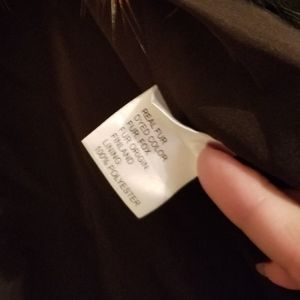 REAL FUR
DYED COLOR
FUR: FOX
FUR ORIGIN
FINLAND
LINING:
100% POLYESTER